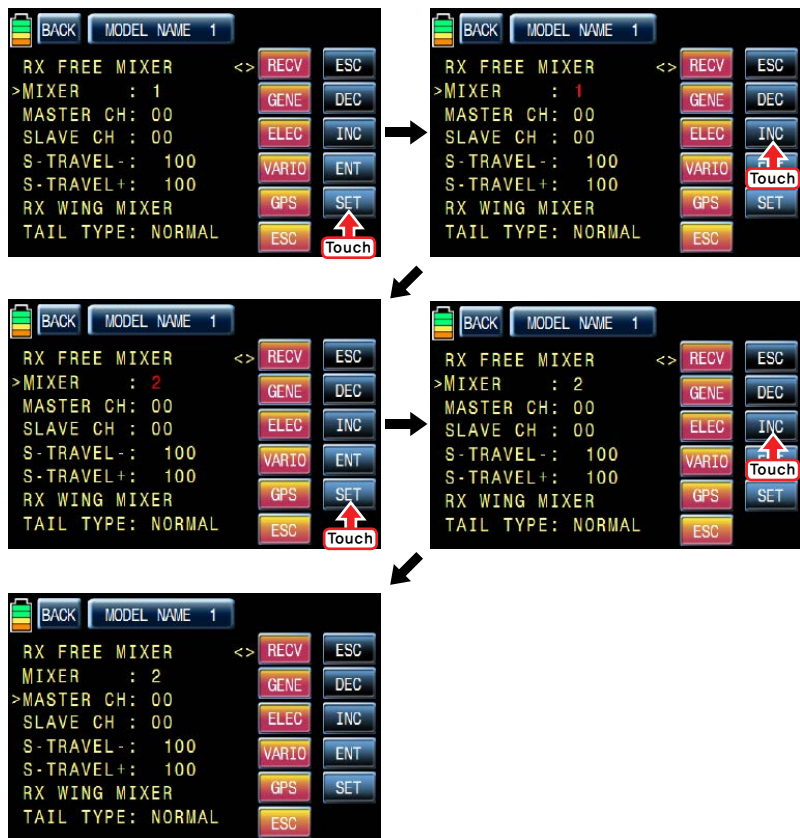 BACK MODEL NAME 1
RX FREE MIXER <> RECV ESC
>MIXER : 1 GENE DEC
MASTER CH: 00
SLAVE CH : 00 ELEC INC
S-TRAVEL-: 100 VARIO ENT
S-TRAVEL+: 100
RX WING MIXER GPS SET
TAIL TYPE: NORMAL ESC Touch
BACK MODEL NAME 1
RX FREE MIXER <> RECV ESC
>MIXER : 1 GENE DEC
MASTER CH: 00
SLAVE CH : 00 ELEC INC
S-TRAVEL-: 100 VARIO Touch
S-TRAVEL+: 100
RX WING MIXER GPS SET
TAIL TYPE: NORMAL ESC
BACK MODEL NAME 1
RX FREE MIXER <> RECV ESC
>MIXER : 2 GENE DEC
MASTER CH: 00
SLAVE CH : 00 ELEC INC
S-TRAVEL-: 100 VARIO ENT
S-TRAVEL+: 100
RX WING MIXER GPS SET
TAIL TYPE: NORMAL ESC Touch
BACK MODEL NAME 1
RX FREE MIXER <> RECV ESC
>MIXER : 2 GENE DEC
MASTER CH: 00
SLAVE CH : 00 ELEC INC
S-TRAVEL-: 100 VARIO Touch
S-TRAVEL+: 100
RX WING MIXER GPS SET
TAIL TYPE: NORMAL ESC
BACK MODEL NAME 1
RX FREE MIXER <> RECV ESC
MIXER : 2 GENE DEC
>MASTER CH: 00
SLAVE CH : 00 ELEC INC
S-TRAVEL-: 100 VARIO ENT
S-TRAVEL+: 100
RX WING MIXER GPS SET
TAIL TYPE: NORMAL ESC